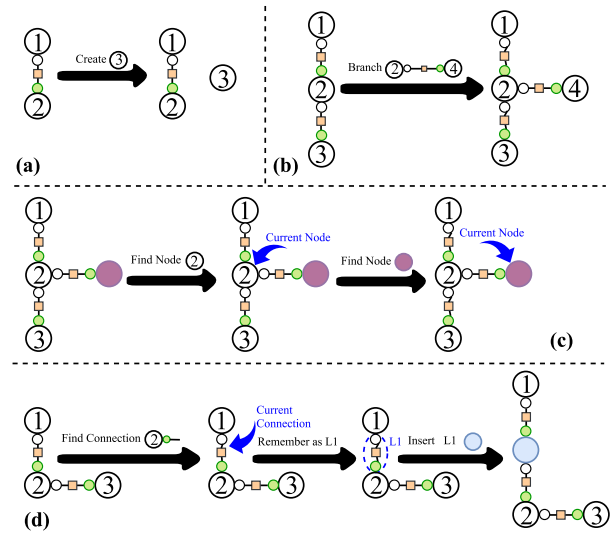 1
1
Create 3
3
2
2
(a)
1
1
Branch 2 4
2
2
4
3
3
(b)
1
1
1
Current Node
Current Node
Find Node 2
Find Node
2
2
2
3
3
3
(c)
1
1
1
1
Current
Connection
Find Connection 2
Remember as L1
L1
Insert L1
2
3
2
3
2
3
2
3
(d)